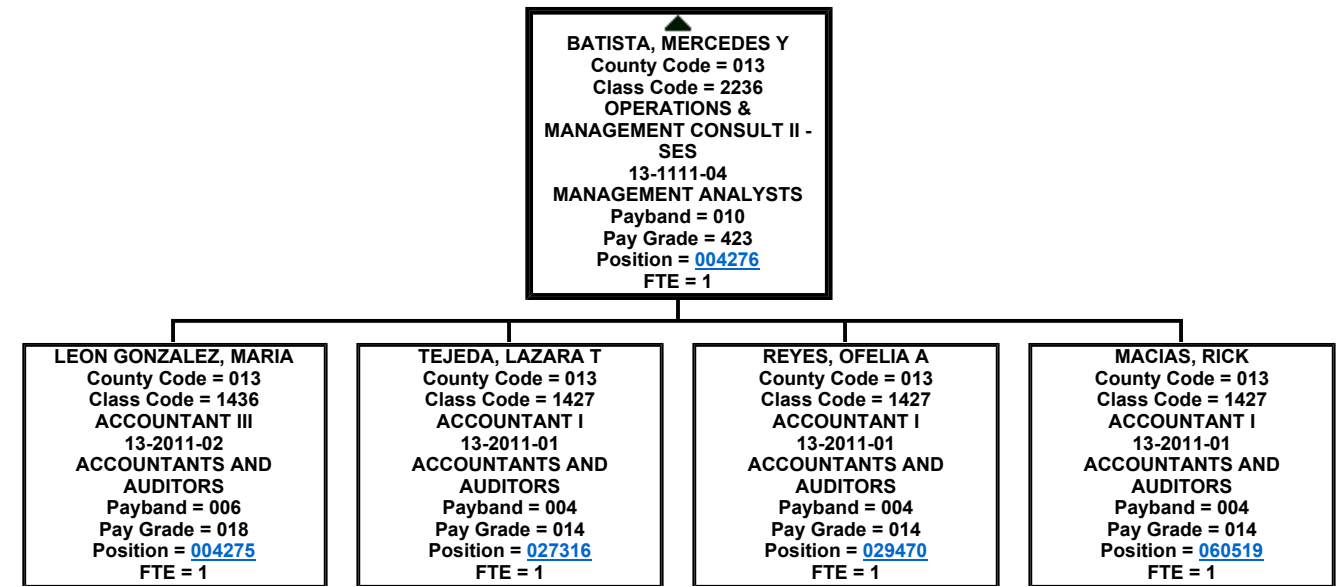 BATISTA, MERCEDES Y
County Code = 013
Class Code = 2236
OPERATIONS &
MANAGEMENT CONSULT II -
SES
13-1111-04
MANAGEMENT ANALYSTS
Payband = 010
Pay Grade = 423
Position = 004276
FTE = 1
LEON GONZALEZ, MARIA
County Code = 013
Class Code = 1436
ACCOUNTANT III
13-2011-02
ACCOUNTANTS AND
AUDITORS
Payband = 006
Pay Grade = 018
Position = 004275
FTE = 1
TEJEDA, LAZARA T
County Code = 013
Class Code = 1427
ACCOUNTANT I
13-2011-01
ACCOUNTANTS AND
AUDITORS
Payband = 004
Pay Grade = 014
Position = 027316
FTE = 1
REYES, OFELIA A
County Code = 013
Class Code = 1427
ACCOUNTANT I
13-2011-01
ACCOUNTANTS AND
AUDITORS
Payband = 004
Pay Grade = 014
Position = 029470
FTE = 1
MACIAS, RICK
County Code = 013
Class Code = 1427
ACCOUNTANT I
13-2011-01
ACCOUNTANTS AND
AUDITORS
Payband = 004
Pay Grade = 014
Position = 060519
FTE = 1